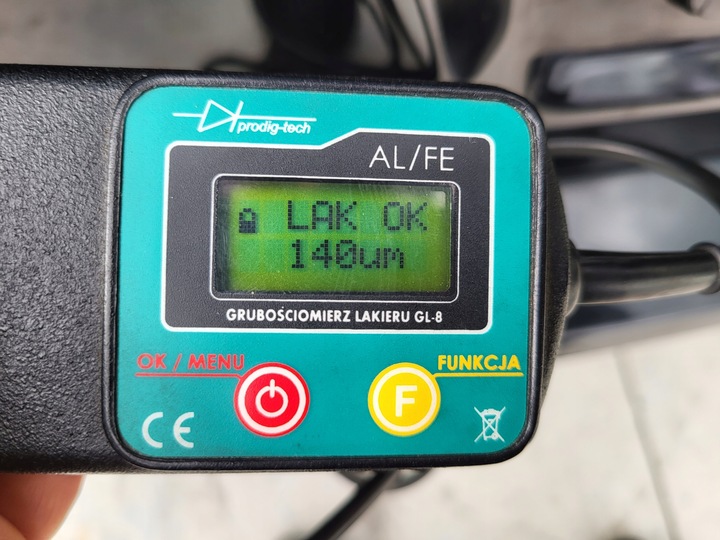 prodig-tech
AL/FE
LAK OK
140um
GRUBOŚCIOMIERZ LAKIERU GL-8
OK / MENU
FUNKCJA
F
CE